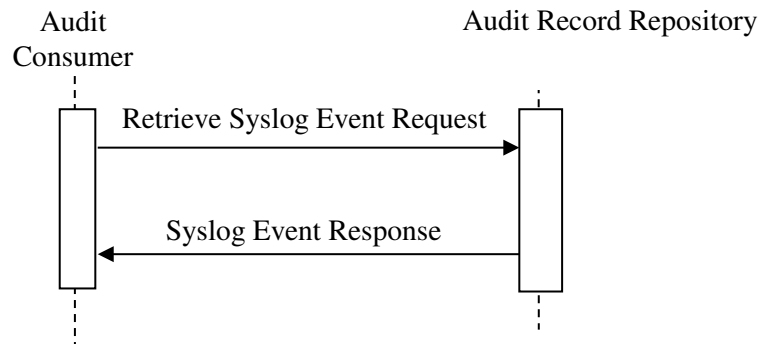 Audit
Consumer
Audit Record Repository
Retrieve Syslog Event Request
Syslog Event Response